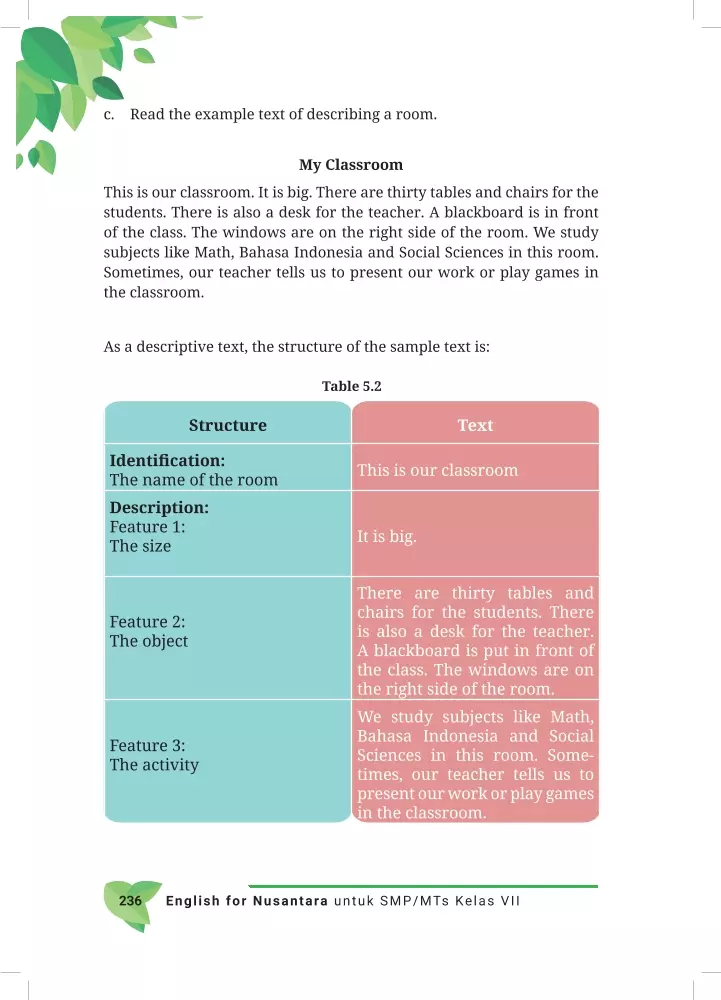 c. Read the example text of describing a room.
My Classroom
This is our classroom. It is big. There are thirty tables and chairs for the
students. There is also a desk for the teacher. A blackboard is in front
of the class. The windows are on the right side of the room. We study
subjects like Math, Bahasa Indonesia and Social Sciences in this room.
Sometimes, our teacher tells us to present our work or play games in
the classroom.
As a descriptive text, the structure of the sample text is:
Table 5.2
Structure
Text
Identification:
The name of the room
This is our classroom
Description:
Feature 1:
The size
It is big.
Feature 2:
The object
There are thirty tables and
chairs for the students. There
is also a desk for the teacher.
A blackboard is put in front of
the class. The windows are on
the right side of the room.
Feature 3:
The activity
We study subjects like Math,
Bahasa Indonesia and Social
Sciences in this room. Some-
times, our teacher tells us to
present our work or play games
in the classroom.
236 English for Nusantara untuk SMP/MTs Kelas VII